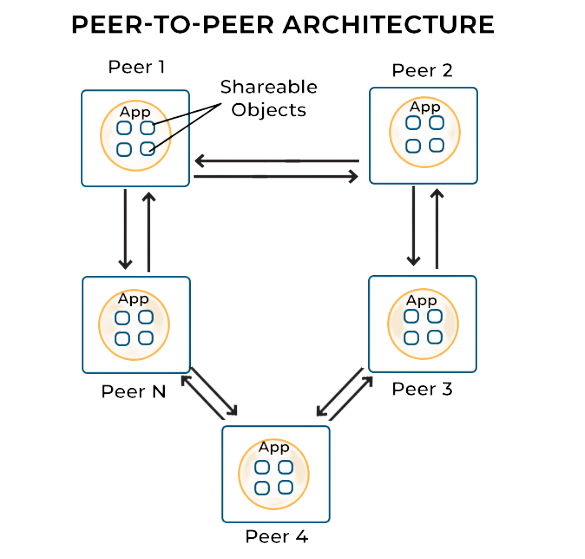 PEER-TO-PEER ARCHITECTURE
Peer 1
Shareable
Objects
Peer 2
App
App
App
App
Peer N
Peer 3
App
Peer 4